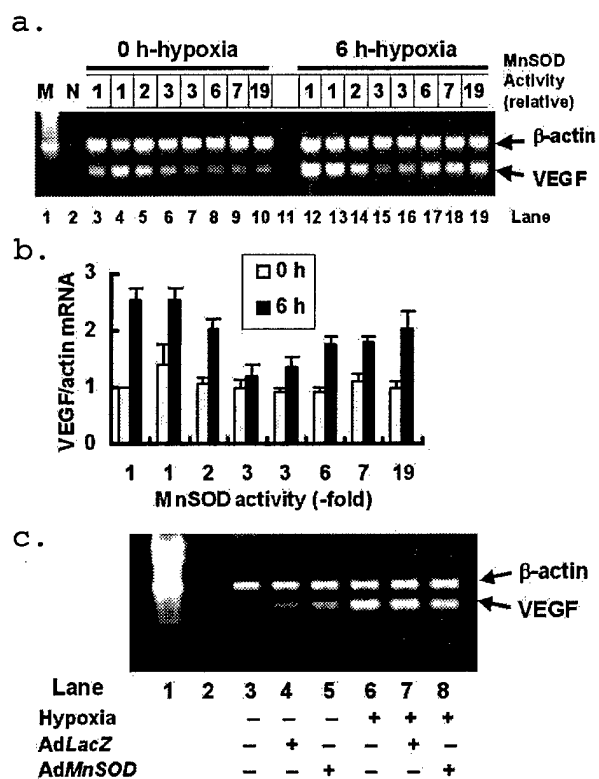 a.
0 h-hypoxia 6 h-hypoxia MnSOD
Activity
(relative)
M N 1 1 2 3 3 6 7 19 1 1 2 3 3 6 7 19
β-actin
VEGF
1 2 3 4 5 6 7 8 9 10 11 12 13 14 15 16 17 18 19 Lane
b.
VEGF/actin mRNA
3
2
1
0
0 h
6 h
1 1 2 3 3 6 7 19
MnSOD activity (-fold)
c.
β-actin
VEGF
Lane 1 2 3 4 5 6 7 8
Hypoxia – – – + + +
AdLacZ – + – – + –
AdMnSOD – – + – – +